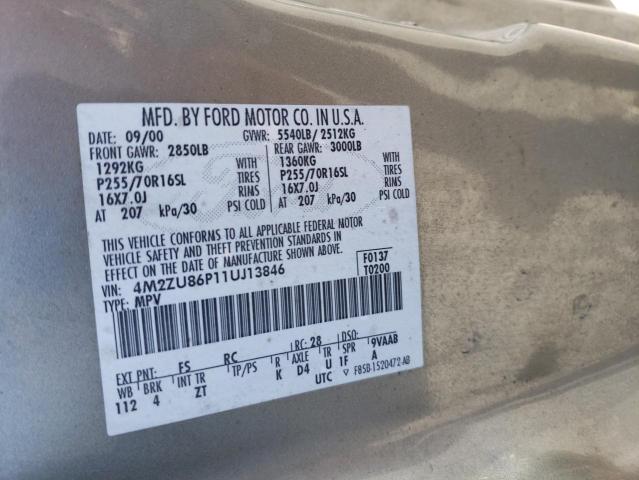 MFD. BY FORD MOTOR CO. IN U.S.A.
DATE: 09/00 GVWR: 5540LB/ 2512KG
FRONT GAWR: 2850LB REAR GAWR: 3000LB
1292KG WITH 1360KG WITH
P255/70R16SL TIRES P255/70R16SL TIRES
16X7.0J RIMS 16X7.0J RIMS
AT 207 kPa/30 PSI COLD AT 207 kPa/30 PSI COLD
THIS VEHICLE CONFORMS TO ALL APPLICABLE FEDERAL MOTOR
VEHICLE SAFETY AND THEFT PREVENTION STANDARDS IN
EFFECT ON THE DATE OF MANUFACTURE SHOWN ABOVE.
VIN: 4M2ZU86P11UJ13846 F0137
TYPE: MPV T0200
EXT PNT: FS RC RC: 28 DSO:
WB BRK INT TR TP/PS R AXLE TR SPR 9VAAB
112 4 ZT K D4 U 1F A
UTC F85B-1520472-AB